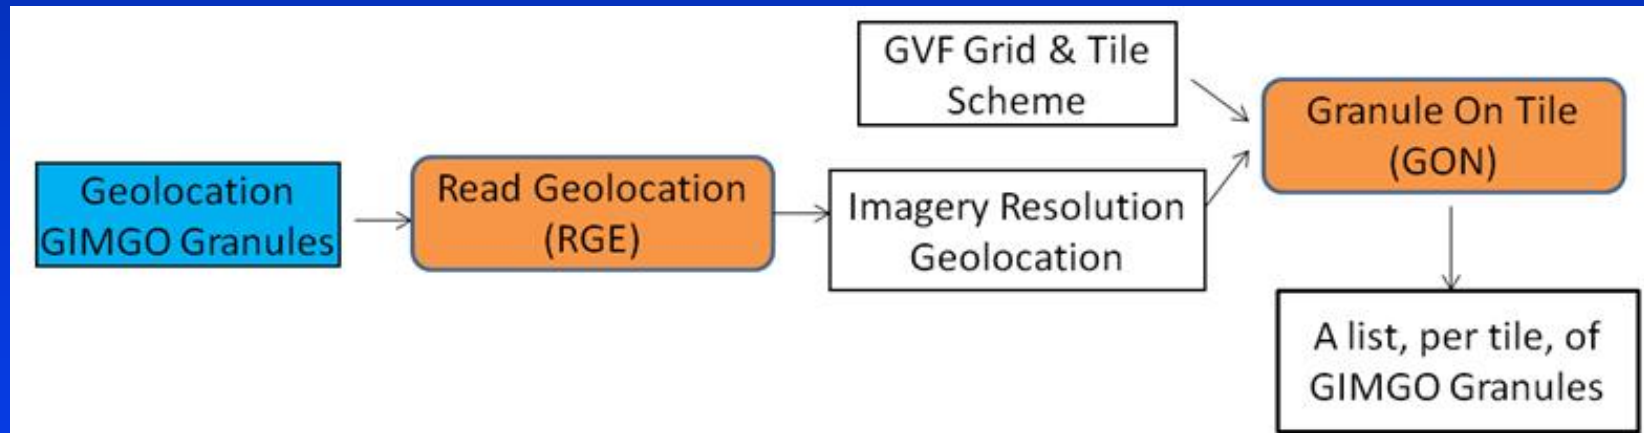 Geolocation
GIMGO Granules
Read Geolocation
(RGE)
GVF Grid & Tile
Scheme
Imagery Resolution
Geolocation
Granule On Tile
(GON)
A list, per tile, of
GIMGO Granules